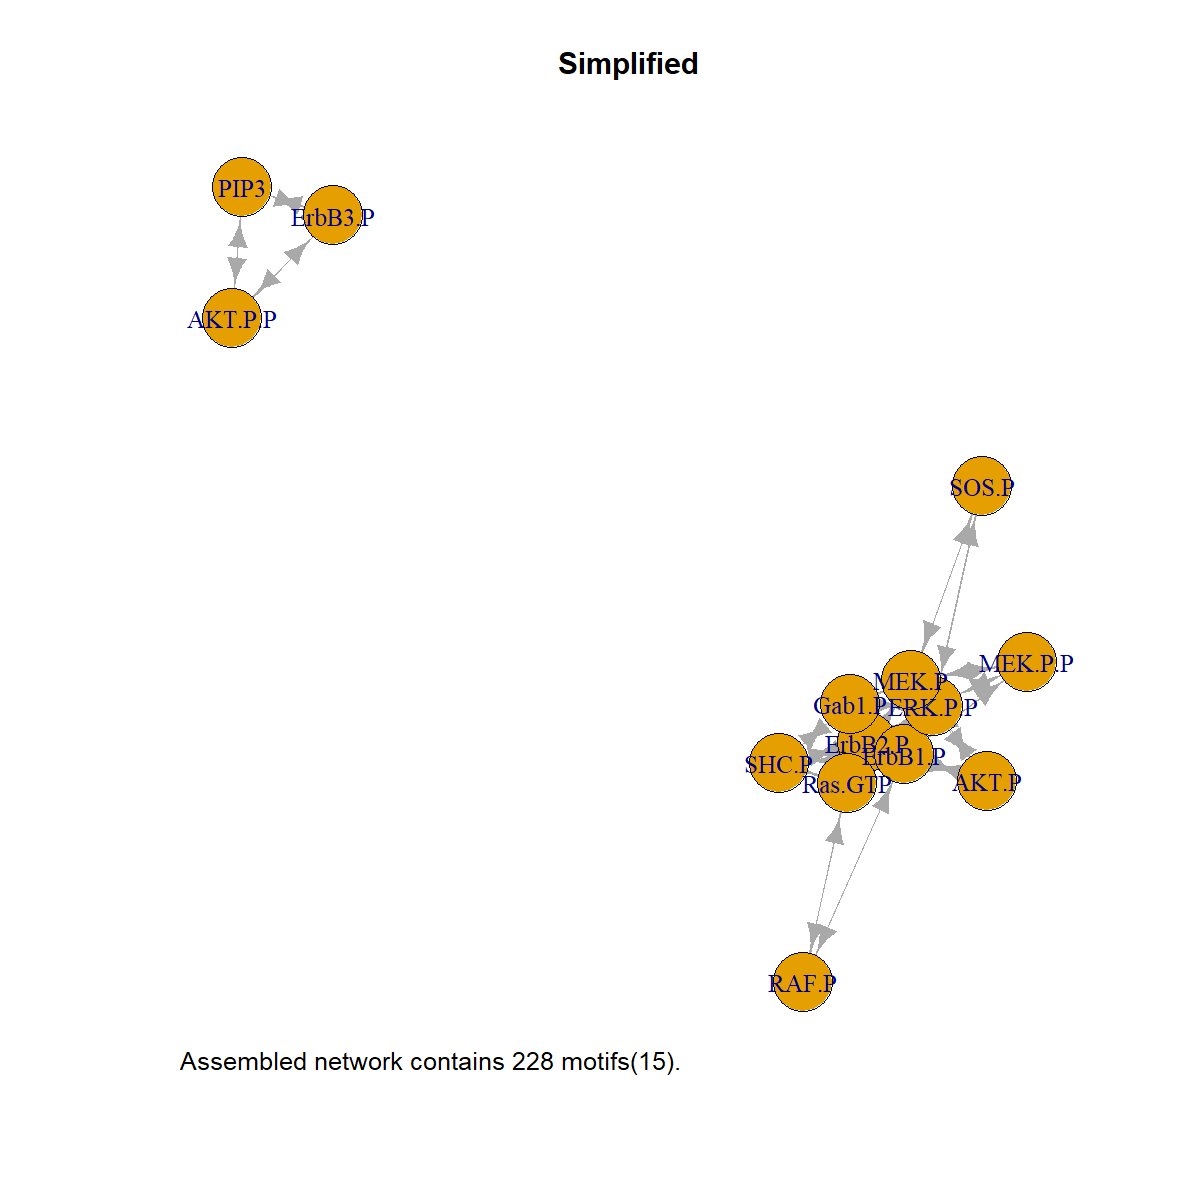 Simplified
PIP3
ErbB3.P
AKT.P.P
SOS.P
MEK.P.P
MEK.P
Gab1.P
ERK.P.P
ErbB2.P
ErbB1.P
SHC.P
Ras.GTP
AKT.P
RAF.P
Assembled network contains 228 motifs(15).